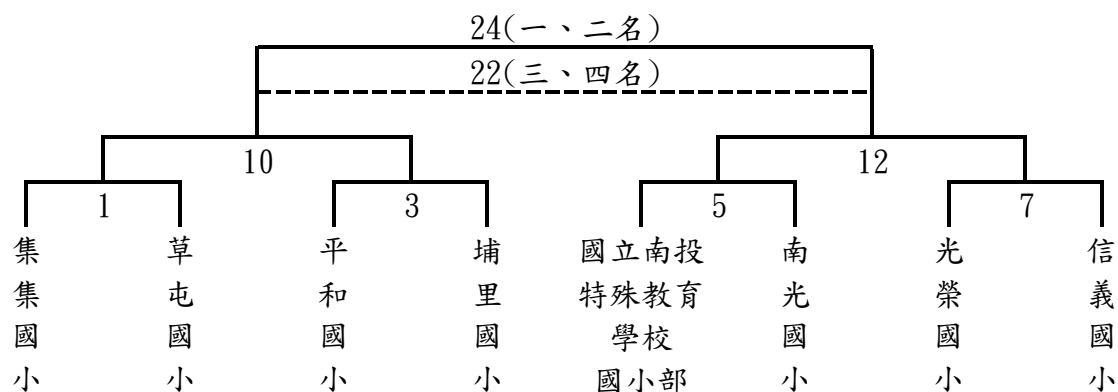 24(一、二名)
22(三、四名)
10
12
1
3
5
7
集集國小
草屯國小
平和國小
埔里國小
國立南投
特殊教育
學校
國小部
南光國小
光榮國小
信義國小